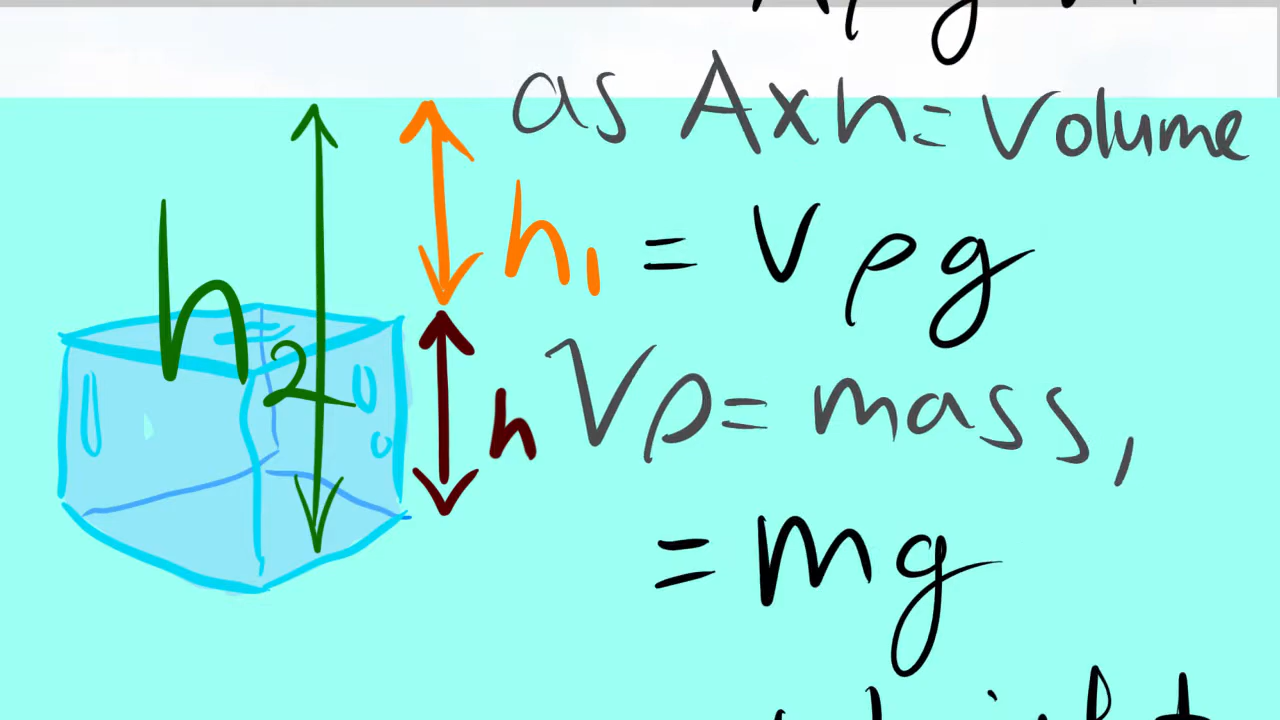 as A x h = Volume
h₁ = Vρg
h₂
h
Vρ = mass,
= mg